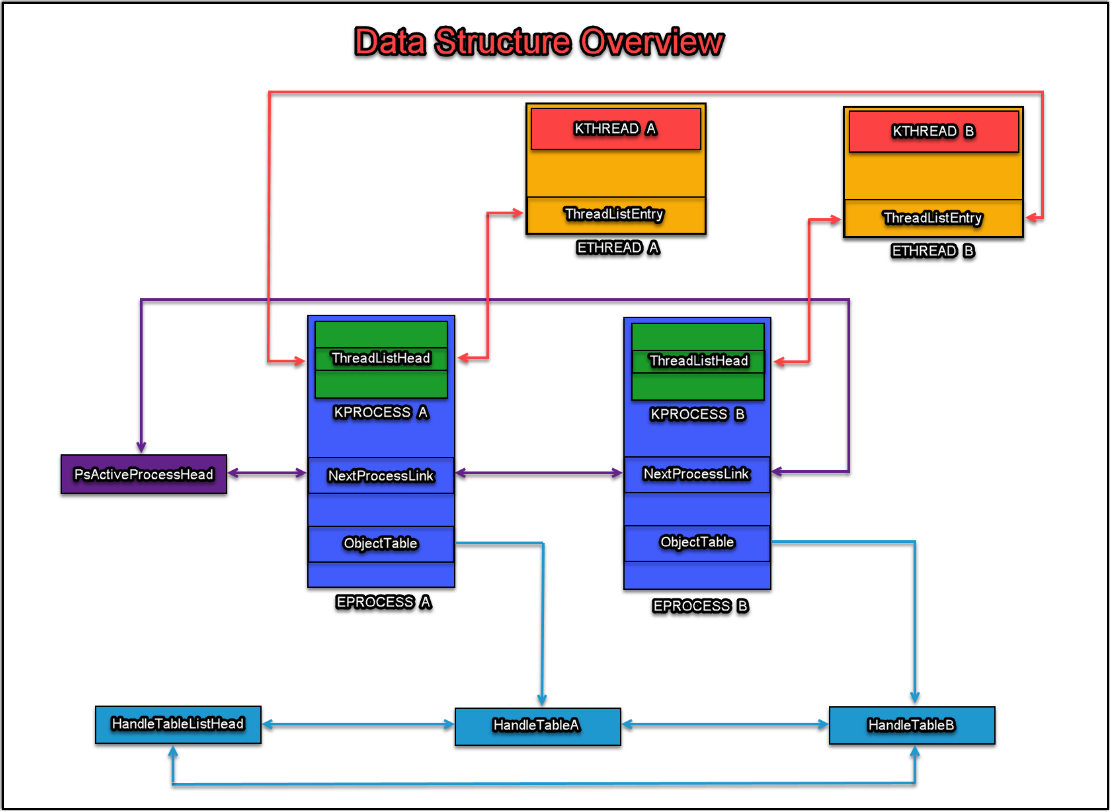 Data Structure Overview
KTHREAD A
KTHREAD B
ThreadListEntry
ThreadListEntry
ETHREAD A
ETHREAD B
ThreadListHead
ThreadListHead
KPROCESS A
KPROCESS B
PsActiveProcessHead
NextProcessLink
NextProcessLink
ObjectTable
ObjectTable
EPROCESS A
EPROCESS B
HandleTableListHead
HandleTableA
HandleTableB